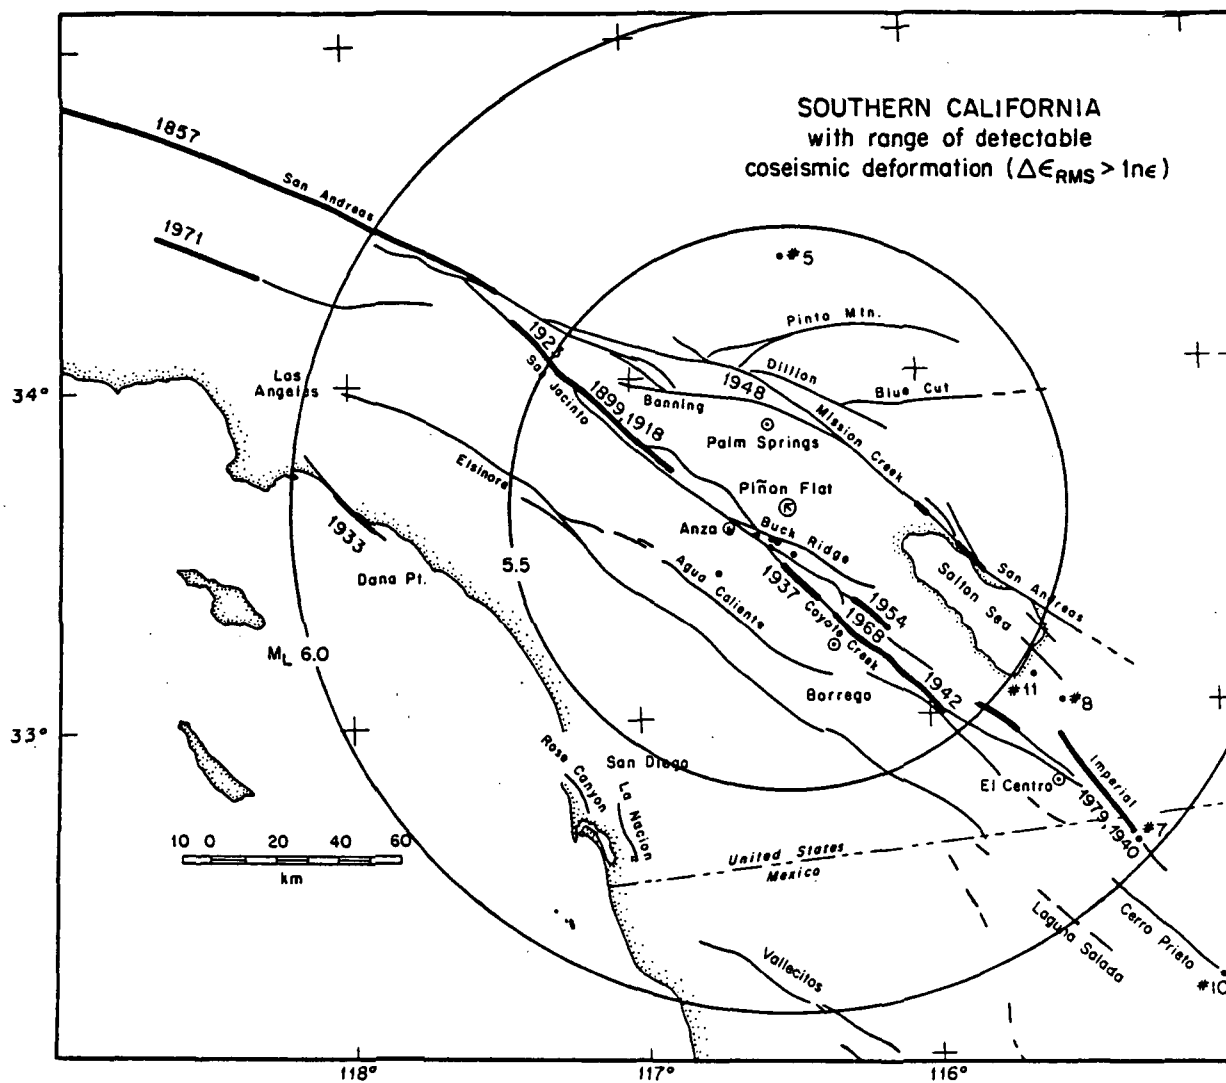 SOUTHERN CALIFORNIA
with range of detectable
coseismic deformation (ΔϵRMS > 1nϵ)
1857
San Andreas
1971
#5
Pinto Mtn.
1923
San Jacinto
Dillon
34°
Los
Angeles
1948
Blue Cut
Banning
1899, 1918
Mission Creek
Palm Springs
Elsinore
Piñon Flat
Anza
Buck Ridge
1933
Dana Pt.
5.5
Agua Caliente
1937
Coyote Creek
1954
1968
Salton Sea
San Andreas
ML 6.0
1942
Borrego
#11
#8
33°
Rose Canyon
San Diego
La Nacion
El Centro
Imperial
1979, 1940
#7
10 0 20 40 60
km
United States
Mexico
Laguna Salada
Cerro Prieto
#10
Vallecitos
118°
117°
116°